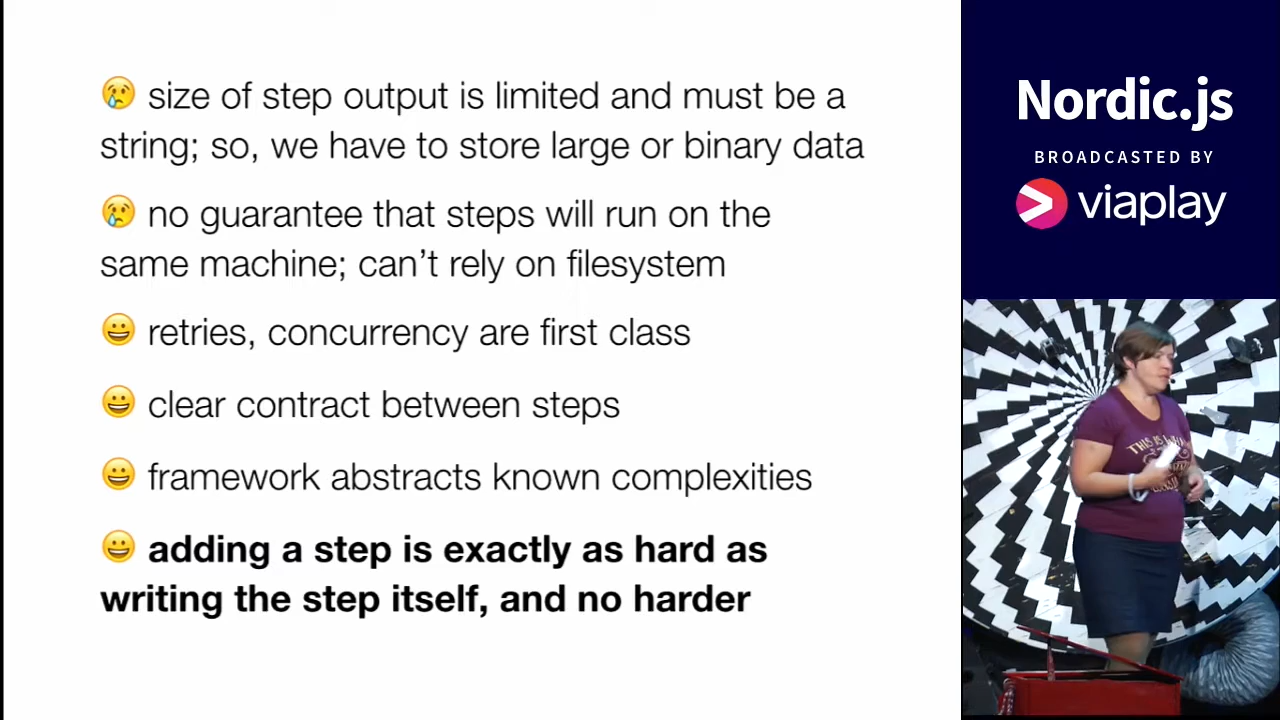 😢 size of step output is limited and must be a
string; so, we have to store large or binary data
😢 no guarantee that steps will run on the
same machine; can’t rely on filesystem
😀 retries, concurrency are first class
😀 clear contract between steps
😀 framework abstracts known complexities
😀 adding a step is exactly as hard as
writing the step itself, and no harder
Nordic.js
BROADCASTED BY
viaplay
THIS IS